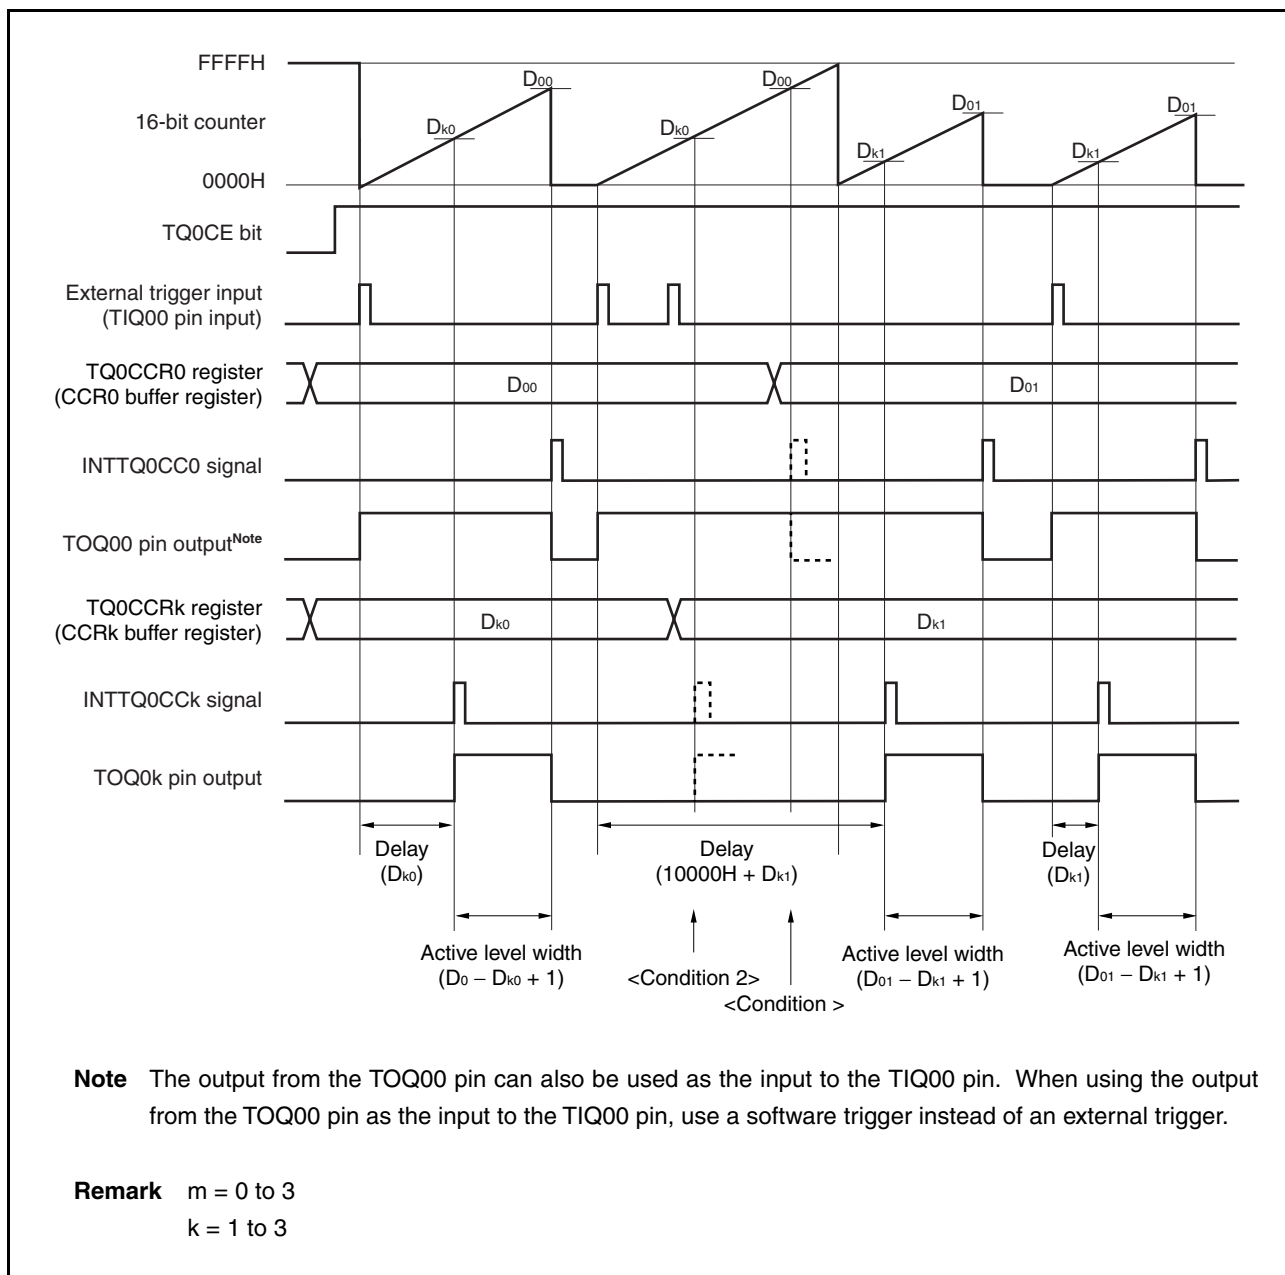 FFFFH
16-bit counter
0000H
Dk0
D00
Dk0
D00
Dk1
D01
Dk1
D01
TQ0CE bit
External trigger input
(TIQ00 pin input)
TQ0CCR0 register
(CCR0 buffer register)
D00
D01
INTTQ0CC0 signal
TOQ00 pin outputNote
TQ0CCRk register
(CCRk buffer register)
Dk0
Dk1
INTTQ0CCk signal
TOQ0k pin output
Delay
(Dk0)
Delay
(10000H + Dk1)
Delay
(Dk1)
Active level width
(D0 − Dk0 + 1)
<Condition 2>
<Condition >
Active level width
(D01 − Dk1 + 1)
Active level width
(D01 − Dk1 + 1)
Note The output from the TOQ00 pin can also be used as the input to the TIQ00 pin. When using the output
from the TOQ00 pin as the input to the TIQ00 pin, use a software trigger instead of an external trigger.
Remark m = 0 to 3
k = 1 to 3